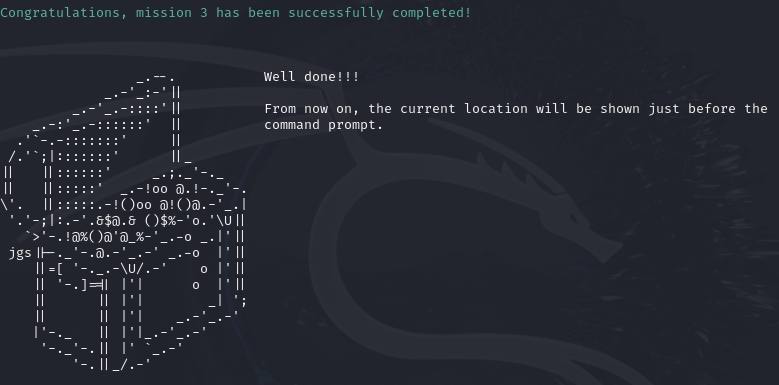 Congratulations, mission 3 has been successfully completed!
Well done!!!
From now on, the current location will be shown just before the
command prompt.
jgs